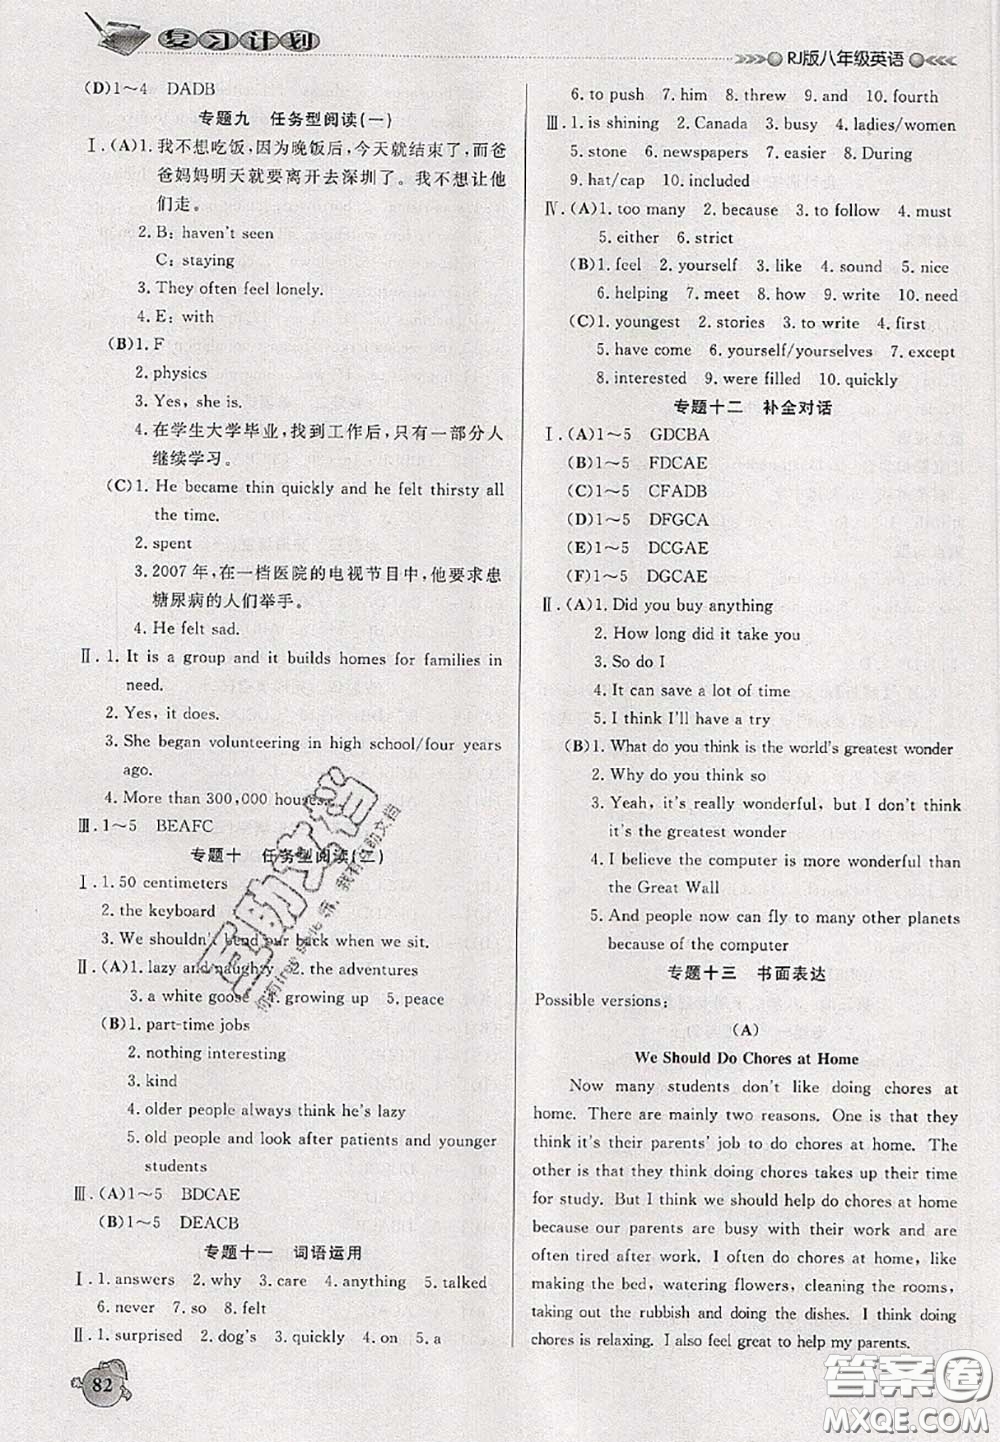 复习计划
RJ版八年级英语
(D)1～4 DADB
专题九 任务型阅读(一)
Ⅰ.(A)1.我不想吃饭,因为晚饭后,今天就结束了,而爸
爸妈妈明天就要离开去深圳了。我不想让他
们走。
2. B: haven't seen
C: staying
3. They often feel lonely.
4. E: with
(B)1. F
2. physics
3. Yes, she is.
4. 在学生大学毕业,找到工作后,只有一部分人
继续学习。
(C)1. He became thin quickly and he felt thirsty all
the time.
2. spent
3. 2007年,在一档医院的电视节目中,他要求患
糖尿病的人们举手。
4. He felt sad.
Ⅱ. 1. It is a group and it builds homes for families in
need.
2. Yes, it does.
3. She began volunteering in high school/four years
ago.
4. More than 300,000 houses.
Ⅲ. 1～5 BEAFC
专题十 任务型阅读(二)
Ⅰ. 1. 50 centimeters
2. the keyboard
3. We shouldn't bend our back when we sit.
Ⅱ. (A)1. lazy and naughty 2. the adventures
3. a white goose 4. growing up 5. peace
(B)1. part-time jobs
2. nothing interesting
3. kind
4. older people always think he's lazy
5. old people and look after patients and younger
students
Ⅲ. (A)1～5 BDCAE
(B)1～5 DEACB
专题十一 词语运用
Ⅰ. 1. answers 2. why 3. care 4. anything 5. talked
6. never 7. so 8. felt
Ⅱ. 1. surprised 2. dog's 3. quickly 4. on 5. a
82
6. to push 7. him 8. threw 9. and 10. fourth
Ⅲ. 1. is shining 2. Canada 3. busy 4. ladies/women
5. stone 6. newspapers 7. easier 8. During
9. hat/cap 10. included
Ⅳ. (A)1. too many 2. because 3. to follow 4. must
5. either 6. strict
(B)1. feel 2. yourself 3. like 4. sound 5. nice
6. helping 7. meet 8. how 9. write 10. need
(C)1. youngest 2. stories 3. to write 4. first
5. have come 6. yourself/yourselves 7. except
8. interested 9. were filled 10. quickly
专题十二 补全对话
Ⅰ. (A)1～5 GDCBA
(B)1～5 FDCAE
(C)1～5 CFADB
(D)1～5 DFGCA
(E)1～5 DCGAE
(F)1～5 DGCAE
Ⅱ. (A)1. Did you buy anything
2. How long did it take you
3. So do I
4. It can save a lot of time
5. I think I'll have a try
(B)1. What do you think is the world's greatest wonder
2. Why do you think so
3. Yeah, it's really wonderful, but I don't think
it's the greatest wonder
4. I believe the computer is more wonderful than
the Great Wall
5. And people now can fly to many other planets
because of the computer
专题十三 书面表达
Possible versions:
(A)
We Should Do Chores at Home
Now many students don't like doing chores at
home. There are mainly two reasons. One is that they
think it's their parents' job to do chores at home. The
other is that they think doing chores takes up their time
for study. But I think we should help do chores at home
because our parents are busy with their work and are
often tired after work. I often do chores at home, like
making the bed, watering flowers, cleaning the rooms,
taking out the rubbish and doing the dishes. I think doing
chores is relaxing. I also feel great to help my parents.
答案圈
MXQE.COM